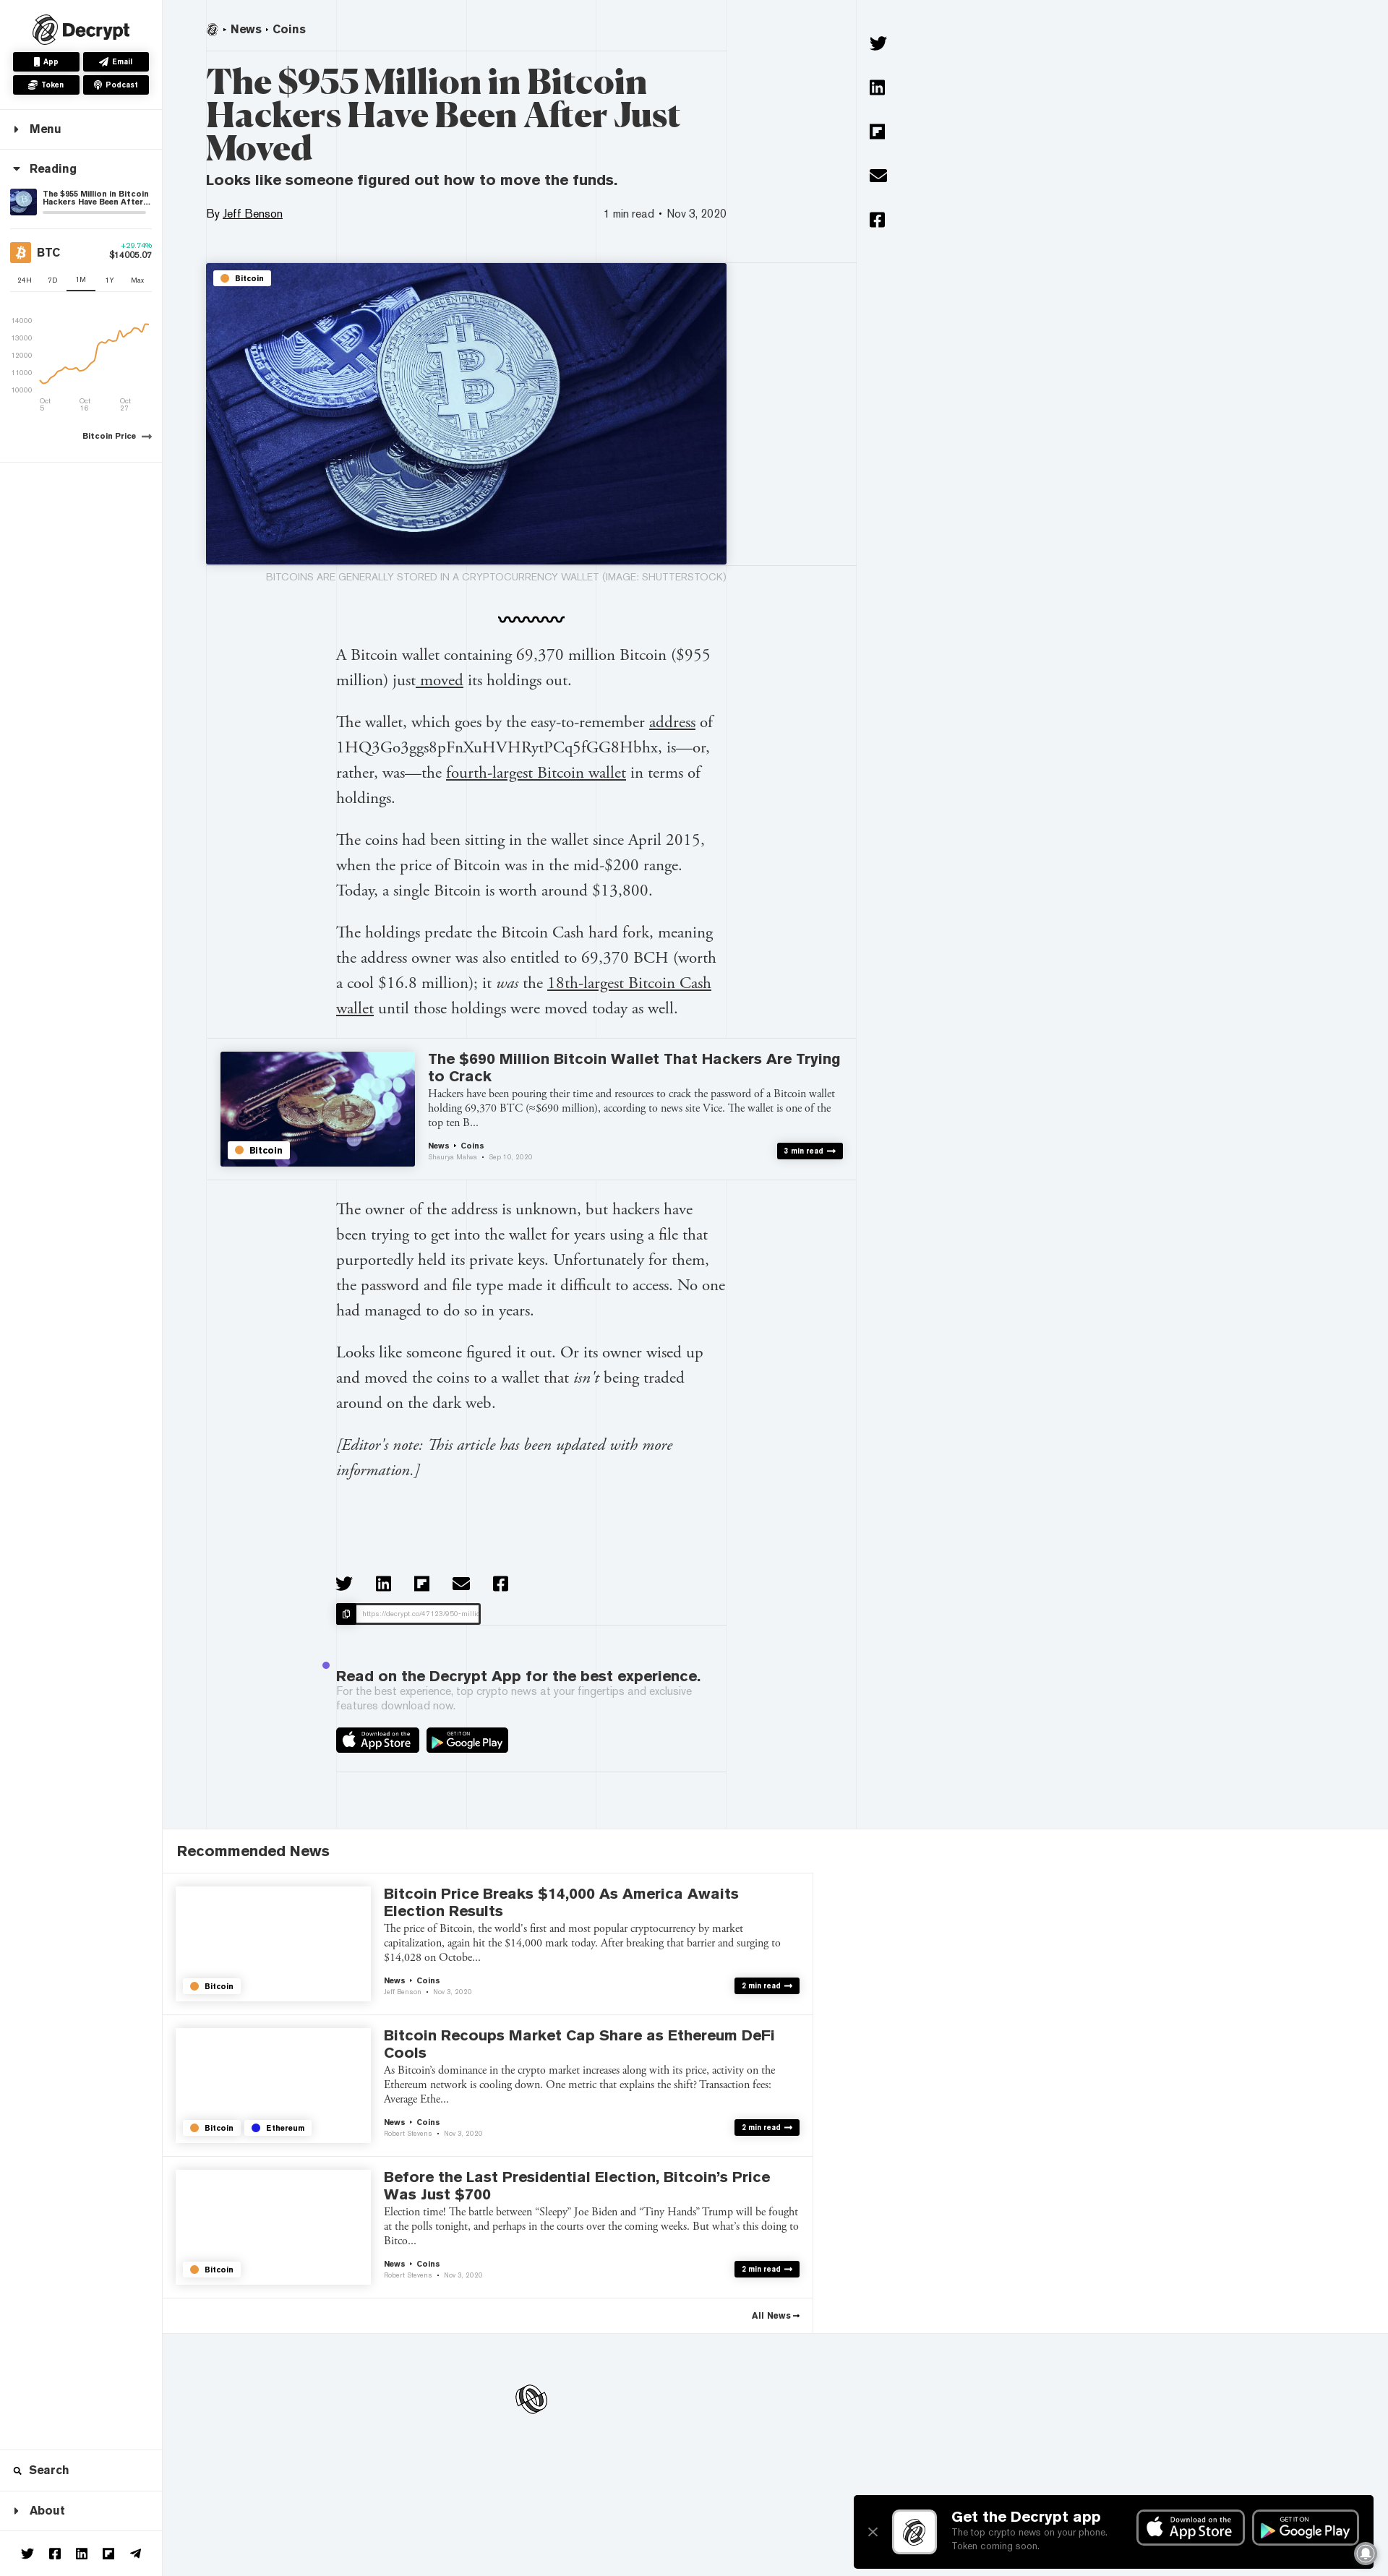 Decrypt
App
Email
Token
Podcast
Menu
Reading
The $955 Million in Bitcoin
Hackers Have Been After...
BTC
+29.74%
$14005.07
24H 7D 1M 1Y Max
14000
13000
12000
11000
10000
Oct 5
Oct 16
Oct 27
Bitcoin Price
News Coins
The $955 Million in Bitcoin
Hackers Have Been After Just
Moved
Looks like someone figured out how to move the funds.
By Jeff Benson
1 min read • Nov 3, 2020
Bitcoin
BITCOINS ARE GENERALLY STORED IN A CRYPTOCURRENCY WALLET (IMAGE: SHUTTERSTOCK)
A Bitcoin wallet containing 69,370 million Bitcoin ($955
million) just moved its holdings out.
The wallet, which goes by the easy-to-remember address of
1HQ3Go3ggs8pFnXuHVHRytPCq5fGG8Hbhx, is—or,
rather, was—the fourth-largest Bitcoin wallet in terms of
holdings.
The coins had been sitting in the wallet since April 2015,
when the price of Bitcoin was in the mid-$200 range.
Today, a single Bitcoin is worth around $13,800.
The holdings predate the Bitcoin Cash hard fork, meaning
the address owner was also entitled to 69,370 BCH (worth
a cool $16.8 million); it was the 18th-largest Bitcoin Cash
wallet until those holdings were moved today as well.
The $690 Million Bitcoin Wallet That Hackers Are Trying
to Crack
Hackers have been pouring their time and resources to crack the password of a Bitcoin wallet
holding 69,370 BTC (≈$690 million), according to news site Vice. The wallet is one of the
top ten B...
Bitcoin
News Coins
Shaurya Malwa • Sep 10, 2020
3 min read
The owner of the address is unknown, but hackers have
been trying to get into the wallet for years using a file that
purportedly held its private keys. Unfortunately for them,
the password and file type made it difficult to access. No one
had managed to do so in years.
Looks like someone figured it out. Or its owner wised up
and moved the coins to a wallet that isn't being traded
around on the dark web.
[Editor's note: This article has been updated with more
information.]
https://decrypt.co/47123/950-millio
Read on the Decrypt App for the best experience.
For the best experience, top crypto news at your fingertips and exclusive
features download now.
Download on the
App Store
GET IT ON
Google Play
Recommended News
Bitcoin Price Breaks $14,000 As America Awaits
Election Results
The price of Bitcoin, the world's first and most popular cryptocurrency by market
capitalization, again hit the $14,000 mark today. After breaking that barrier and surging to
$14,028 on Octobe...
Bitcoin
News Coins
Jeff Benson • Nov 3, 2020
2 min read
Bitcoin Recoups Market Cap Share as Ethereum DeFi
Cools
As Bitcoin's dominance in the crypto market increases along with its price, activity on the
Ethereum network is cooling down. One metric that explains the shift? Transaction fees:
Average Ethe...
Bitcoin
Ethereum
News Coins
Robert Stevens • Nov 3, 2020
2 min read
Before the Last Presidential Election, Bitcoin's Price
Was Just $700
Election time! The battle between “Sleepy” Joe Biden and “Tiny Hands” Trump will be fought
at the polls tonight, and perhaps in the courts over the coming weeks. But what's this doing to
Bitco...
Bitcoin
News Coins
Robert Stevens • Nov 3, 2020
2 min read
All News
Search
About
Get the Decrypt app
The top crypto news on your phone.
Token coming soon.
Download on the
App Store
GET IT ON
Google Play